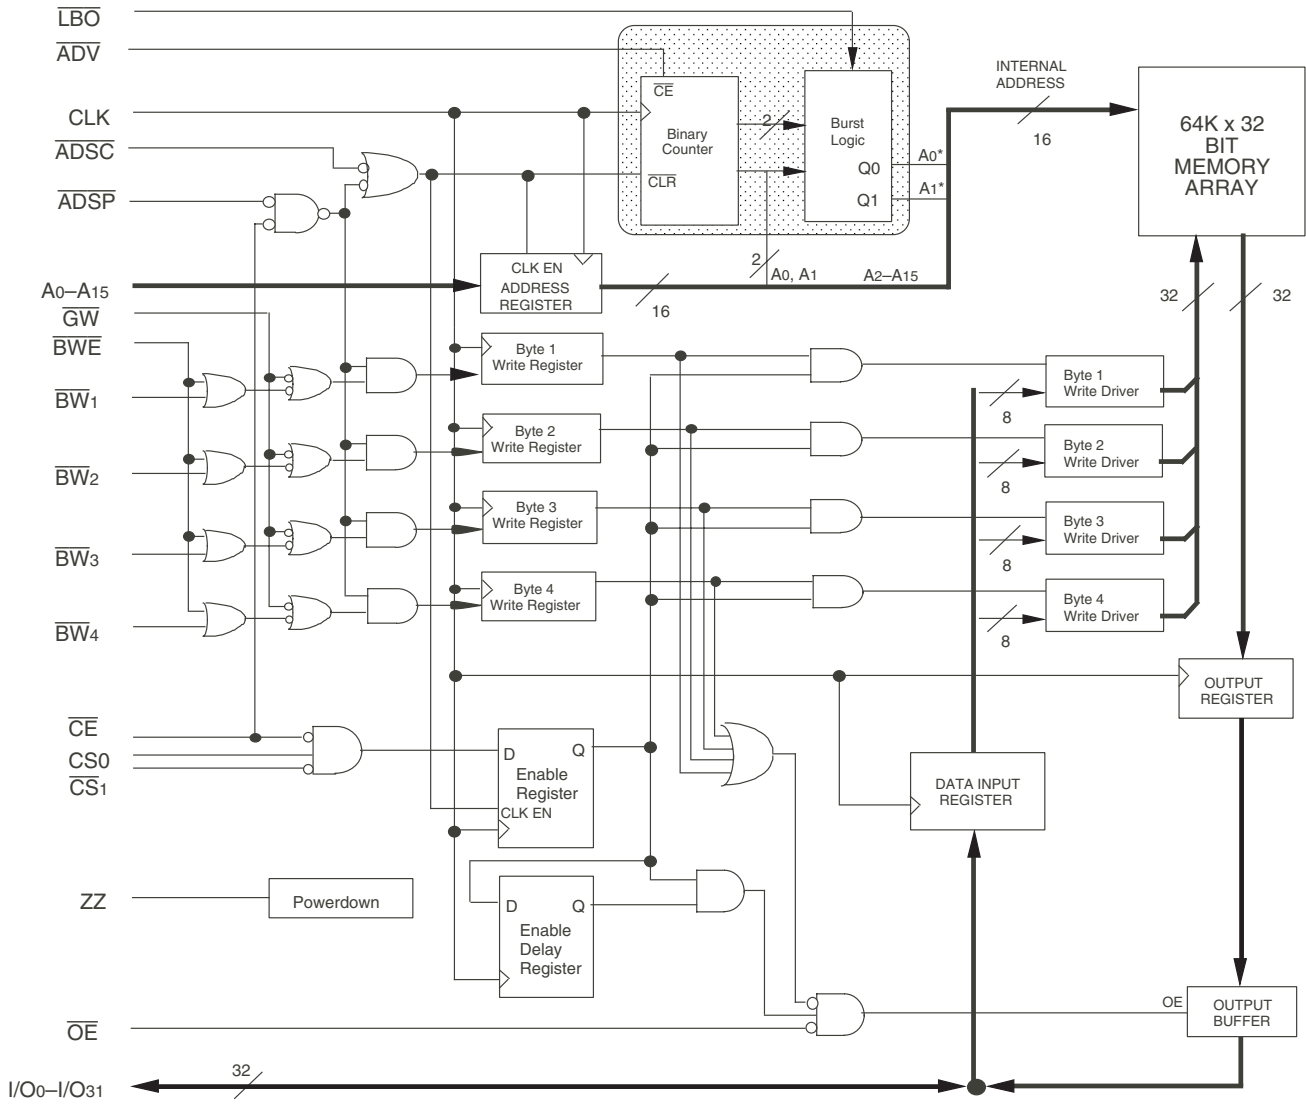 LBO
ADV
CLK
ADSC
ADSP
A0–A15
GW
BWE
BW1
BW2
BW3
BW4
CE
CS0
CS1
ZZ
OE
I/O0–I/O31
32
CE
Binary
Counter
CLR
2
Burst
Logic
Q0
Q1
A0*
A1*
2
A0, A1
A2–A15
INTERNAL
ADDRESS
16
64K x 32
BIT
MEMORY
ARRAY
CLK EN
ADDRESS
REGISTER
16
32
32
Byte 1
Write Register
Byte 2
Write Register
Byte 3
Write Register
Byte 4
Write Register
Byte 1
Write Driver
8
Byte 2
Write Driver
8
Byte 3
Write Driver
8
Byte 4
Write Driver
8
OUTPUT
REGISTER
D
Q
Enable
Register
CLK EN
DATA INPUT
REGISTER
Powerdown
D
Q
Enable
Delay
Register
OE
OUTPUT
BUFFER